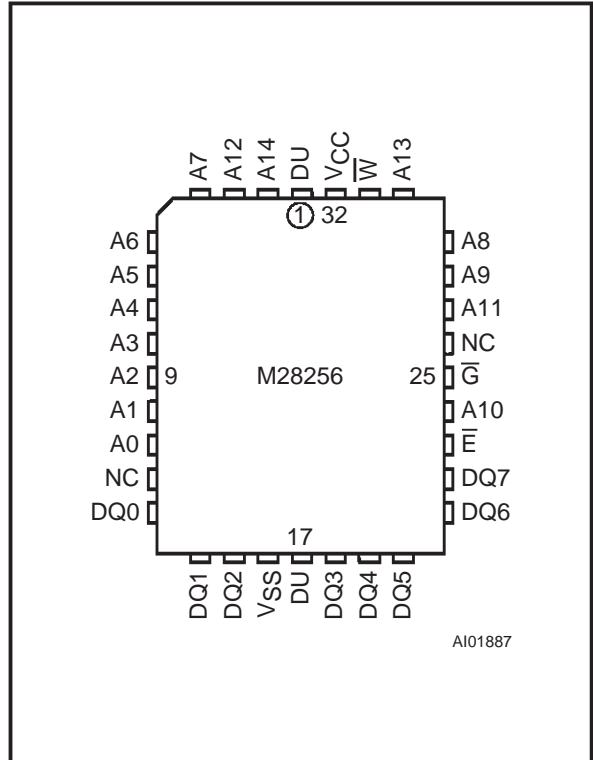 A7 A12 A14 DU VCC W̅ A13
1 32
A6 A8
A5 A9
A4 A11
A3 NC
A2 9 M28256 25 G̅
A1 A10
A0 E̅
NC DQ7
DQ0 DQ6
17
DQ1 DQ2 VSS DU DQ3 DQ4 DQ5
AI01887